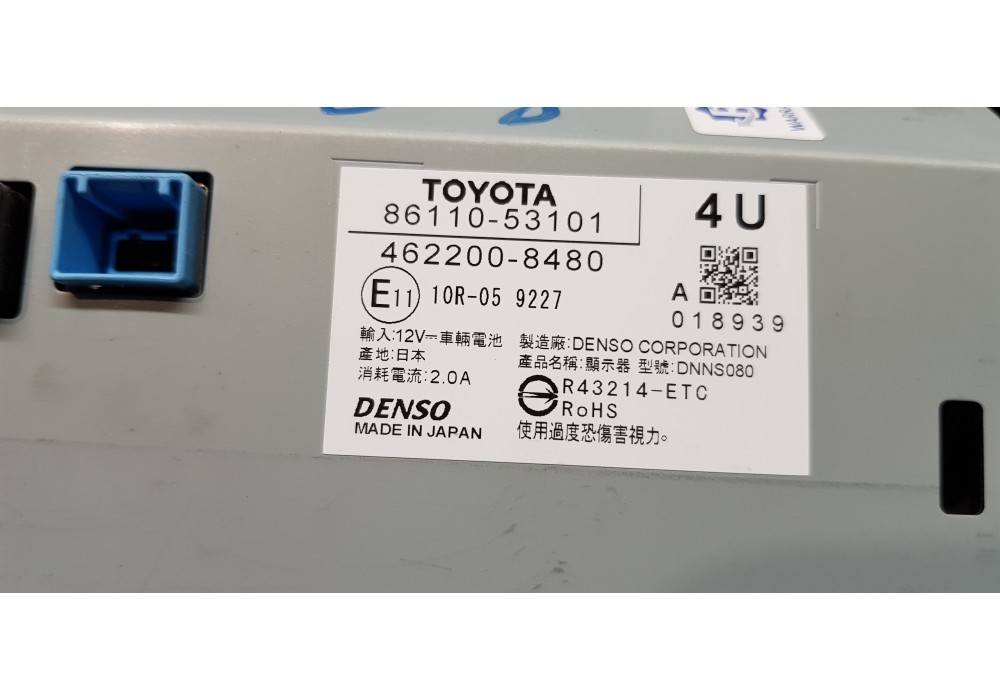 TOYOTA
86110-53101
4U
462200-8480
E11 10R-05 9227
A
018939
輸入:12V⎓車輛電池
產地:日本
消耗電流:2.0A
DENSO
MADE IN JAPAN
製造廠:DENSO CORPORATION
產品名稱:顯示器 型號:DNNS080
R43214-ETC
RoHS
使用過度恐傷害視力。